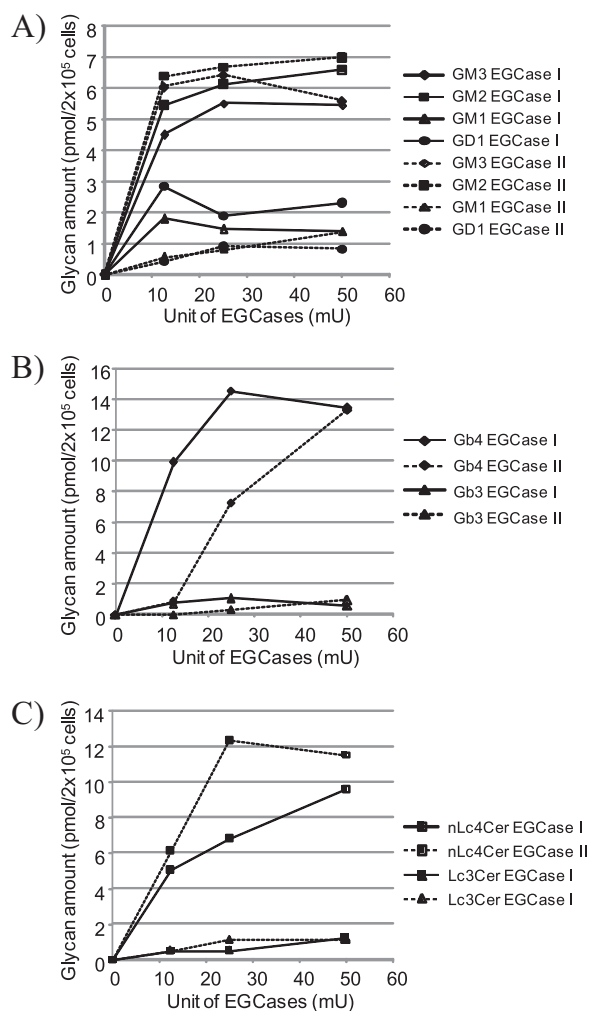 A)
Glycan amount (pmol/2x10⁵ cells)
8
7
6
5
4
3
2
1
0
0 10 20 30 40 50 60
Unit of EGCases (mU)
GM3 EGCase I
GM2 EGCase I
GM1 EGCase I
GD1 EGCase I
GM3 EGCase II
GM2 EGCase II
GM1 EGCase II
GD1 EGCase II
B)
Glycan amount (pmol/2x10⁵ cells)
16
14
12
10
8
6
4
2
0
0 10 20 30 40 50 60
Unit of EGCases (mU)
Gb4 EGCase I
Gb4 EGCase II
Gb3 EGCase I
Gb3 EGCase II
C)
Glycan amount (pmol/2x10⁵ cells)
14
12
10
8
6
4
2
0
0 10 20 30 40 50 60
Unit of EGCases (mU)
nLc4Cer EGCase I
nLc4Cer EGCase II
Lc3Cer EGCase I
Lc3Cer EGCase I